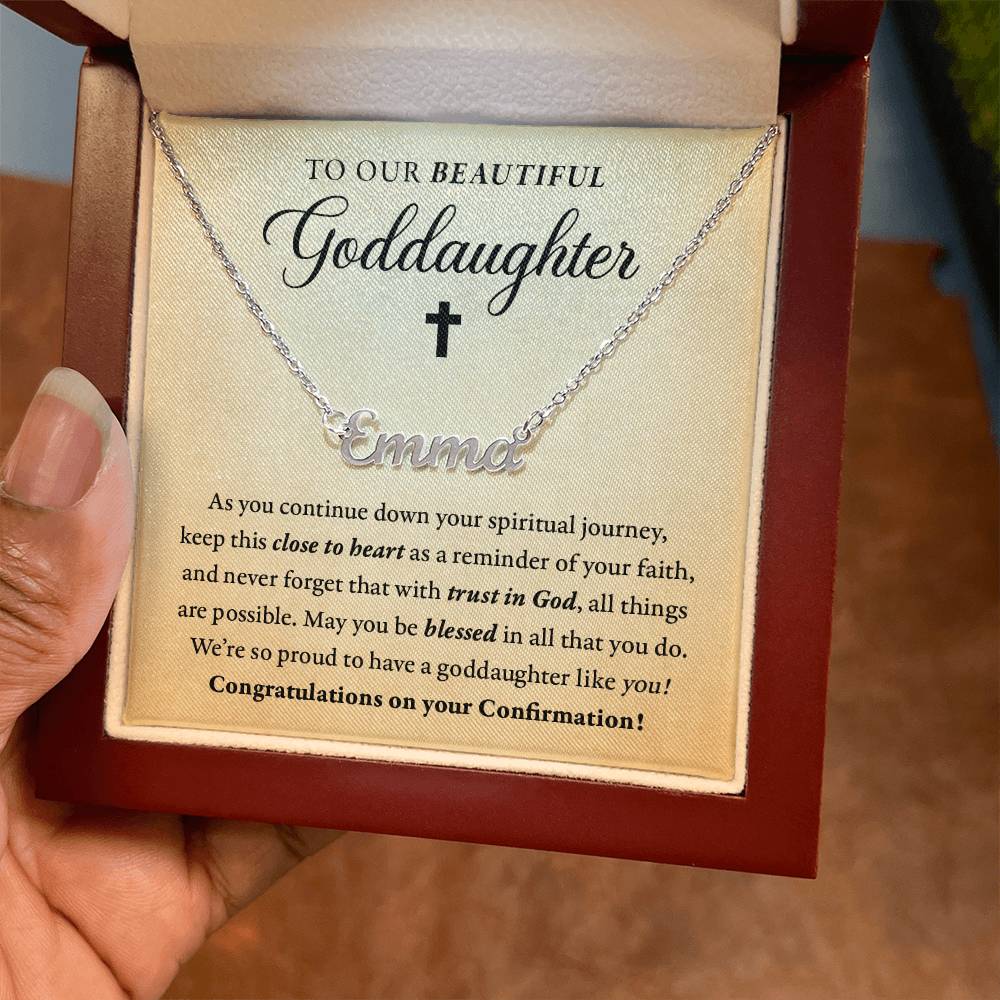 TO OUR BEAUTIFUL
Goddaughter
Emma
As you continue down your spiritual journey,
keep this close to heart as a reminder of your faith,
and never forget that with trust in God, all things
are possible. May you be blessed in all that you do.
We're so proud to have a goddaughter like you!
Congratulations on your Confirmation!